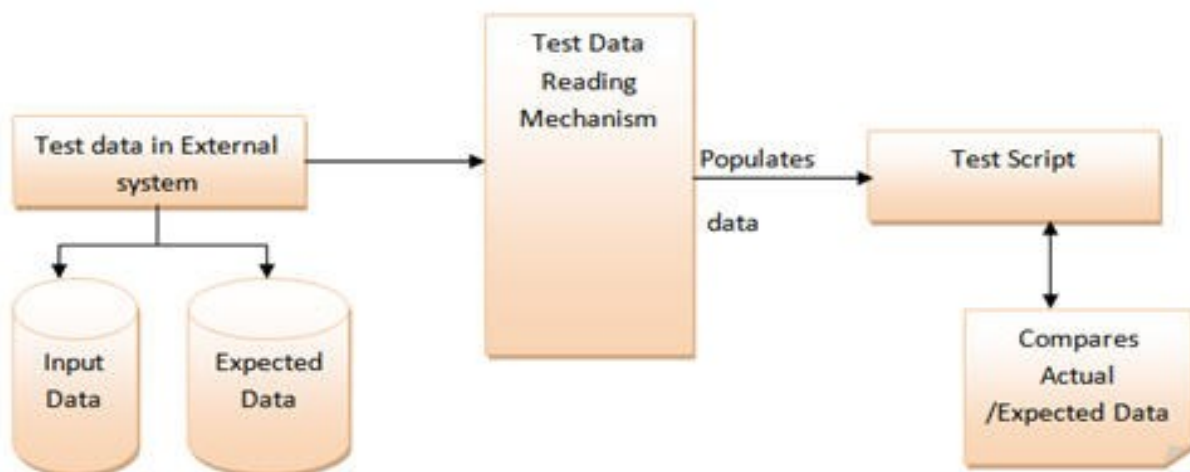 Test data in External
system
Input
Data
Expected
Data
Test Data
Reading
Mechanism
Populates
data
Test Script
Compares
Actual
/Expected Data